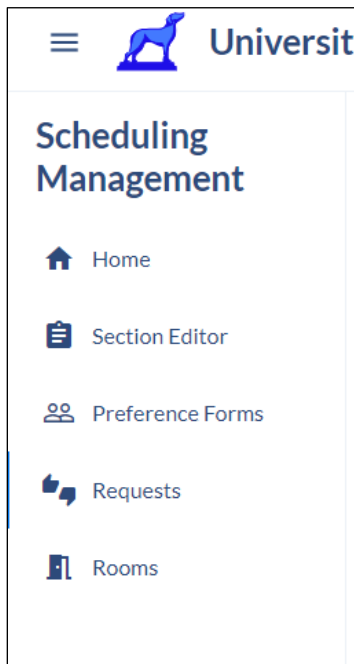 Universit
Scheduling
Management
Home
Section Editor
Preference Forms
Requests
Rooms